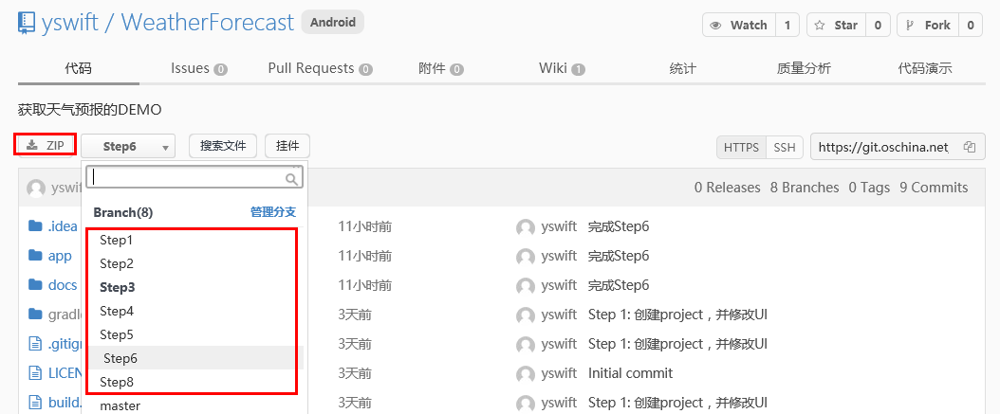 yswift / WeatherForecast Android Watch 1 Star 0 Fork 0
代码 Issues 0 Pull Requests 0 附件 0 Wiki 1 统计 质量分析 代码演示
获取天气预报的DEMO
ZIP Step6 搜索文件 挂件 HTTPS SSH https://git.oschina.net
yswif 0 Releases 8 Branches 0 Tags 9 Commits
Branch(8) 管理分支
.idea 11小时前 yswift 完成Step6
Step1
app 11小时前 yswift 完成Step6
Step2
docs 11小时前 yswift 完成Step6
Step3
gradle 3天前 yswift Step 1: 创建project，并修改UI
Step4
.gitign 3天前 yswift Step 1: 创建project，并修改UI
Step5
Step6
LICEN 3天前 yswift Initial commit
Step8
build. 3天前 yswift Step 1: 创建project，并修改UI
master